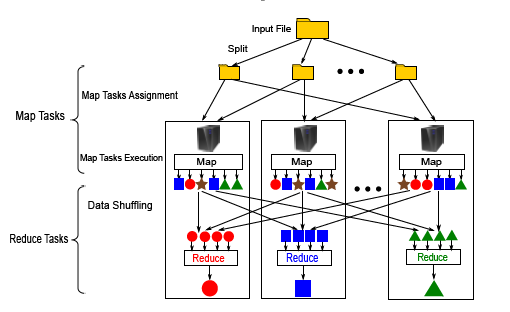 Input File
Split
Map Tasks Assignment
Map Tasks
Map Tasks Execution
Map
Map
Map
Data Shuffling
Reduce Tasks
Reduce
Reduce
Reduce